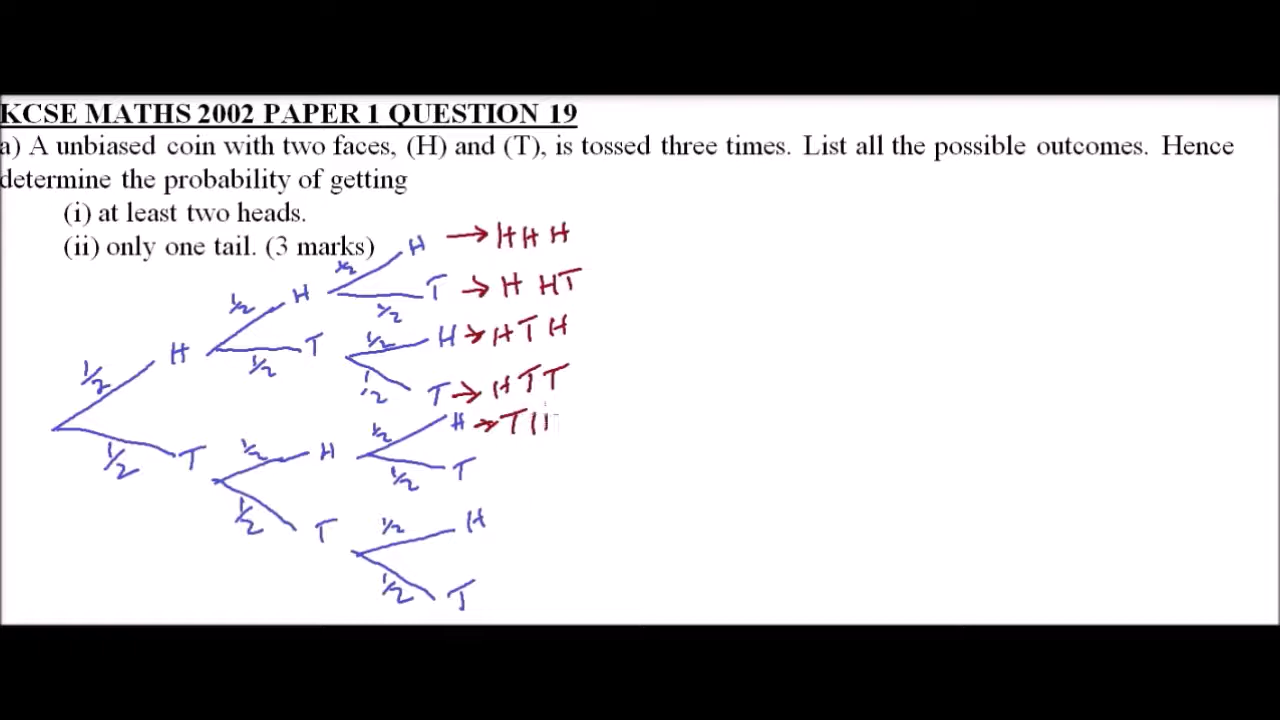 KCSE MATHS 2002 PAPER 1 QUESTION 19
a) A unbiased coin with two faces, (H) and (T), is tossed three times. List all the possible outcomes. Hence
determine the probability of getting
(i) at least two heads.
(ii) only one tail. (3 marks)
1/2 H → HHH
1/2 H
1/2 T → HHT
1/2 H
1/2 H → HTH
1/2 T
1/2 T → HTT
1/2 H → T
1/2 H
1/2 T
1/2 T
1/2 H
1/2 T
1/2 T